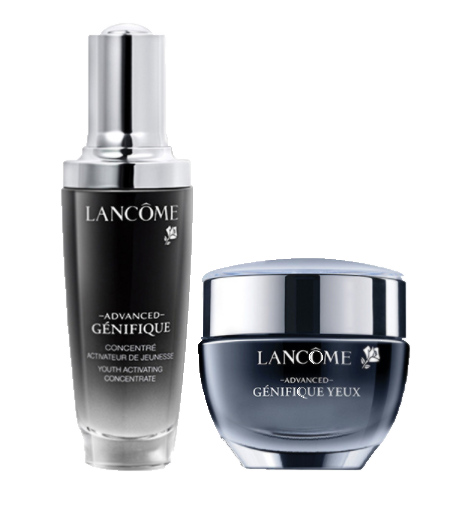 LANCÔME
–ADVANCED–
GÉNIFIQUE
CONCENTRÉ
ACTIVATEUR DE JEUNESSE
YOUTH ACTIVATING
CONCENTRATE
LANCÔME
–ADVANCED–
GÉNIFIQUE YEUX